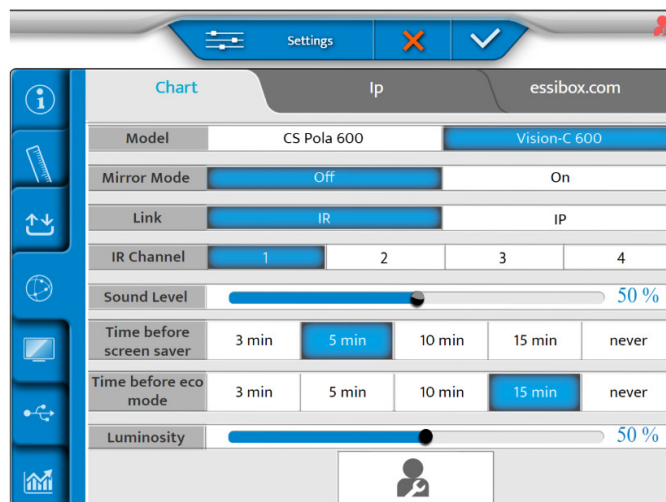 Settings
Chart Ip essibox.com
Model CS Pola 600 Vision-C 600
Mirror Mode Off On
Link IR IP
IR Channel 1 2 3 4
Sound Level 50 %
Time before
screen saver 3 min 5 min 10 min 15 min never
Time before eco
mode 3 min 5 min 10 min 15 min never
Luminosity 50 %